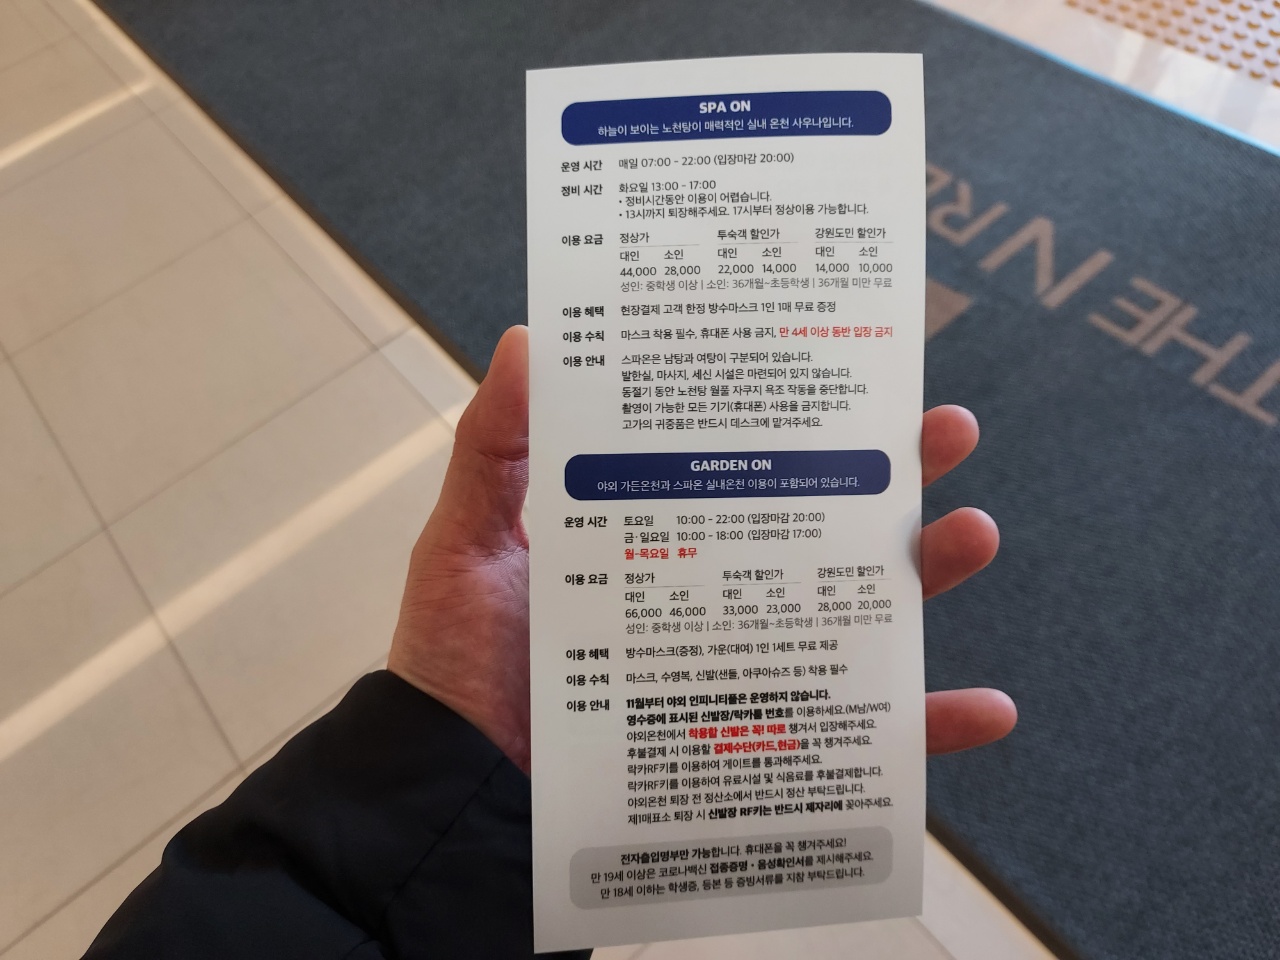 SPA ON
하늘이 보이는 노천탕이 매력적인 실내 온천 사우나입니다.
운영 시간 매일 07:00 - 22:00 (입장마감 20:00)
정비 시간 화요일 13:00 - 17:00
• 정비시간동안 이용이 어렵습니다.
• 13시까지 퇴장해주세요. 17시부터 정상이용 가능합니다.
이용 요금 정상가 투숙객 할인가 강원도민 할인가
대인 소인 대인 소인 대인 소인
44,000 28,000 22,000 14,000 14,000 10,000
성인: 중학생 이상 | 소인: 36개월~초등학생 | 36개월 미만 무료
이용 혜택 현장결제 고객 한정 방수마스크 1인 1매 무료 증정
이용 수칙 마스크 착용 필수, 휴대폰 사용 금지, 만 4세 이상 동반 입장 금지
이용 안내 스파온은 남탕과 여탕이 구분되어 있습니다.
발한실, 마사지, 세신 시설은 마련되어 있지 않습니다.
동절기 동안 노천탕 월풀 자쿠지 욕조 작동을 중단합니다.
촬영이 가능한 모든 기기(휴대폰) 사용을 금지합니다.
고가의 귀중품은 반드시 데스크에 맡겨주세요.
GARDEN ON
야외 가든온천과 스파온 실내온천 이용이 포함되어 있습니다.
운영 시간 토요일 10:00 - 22:00 (입장마감 20:00)
금·일요일 10:00 - 18:00 (입장마감 17:00)
월-목요일 휴무
이용 요금 정상가 투숙객 할인가 강원도민 할인가
대인 소인 대인 소인 대인 소인
66,000 46,000 33,000 23,000 28,000 20,000
성인: 중학생 이상 | 소인: 36개월~초등학생 | 36개월 미만 무료
이용 혜택 방수마스크(증정), 가운(대여) 1인 1세트 무료 제공
이용 수칙 마스크, 수영복, 신발(샌들, 아쿠아슈즈 등) 착용 필수
이용 안내 11월부터 야외 인피니티풀은 운영하지 않습니다.
영수증에 표시된 신발장/락카룸 번호를 이용하세요.(M남/W여)
야외온천에서 착용할 신발은 꼭! 따로 챙겨서 입장해주세요.
후불결제 시 이용할 결제수단(카드,현금)을 꼭 챙겨주세요.
락카RF키를 이용하여 게이트를 통과해주세요.
락카RF키를 이용하여 유료시설 및 식음료를 후불결제합니다.
야외온천 퇴장 전 정산소에서 반드시 정산 부탁드립니다.
제1매표소 퇴장 시 신발장 RF키는 반드시 제자리에 꽂아주세요.
전자출입명부만 가능합니다. 휴대폰을 꼭 챙겨주세요!
만 19세 이상은 코로나백신 접종증명·음성확인서를 제시해주세요.
만 18세 이하는 학생증, 등본 등 증빙서류를 지참 부탁드립니다.
THE NRE